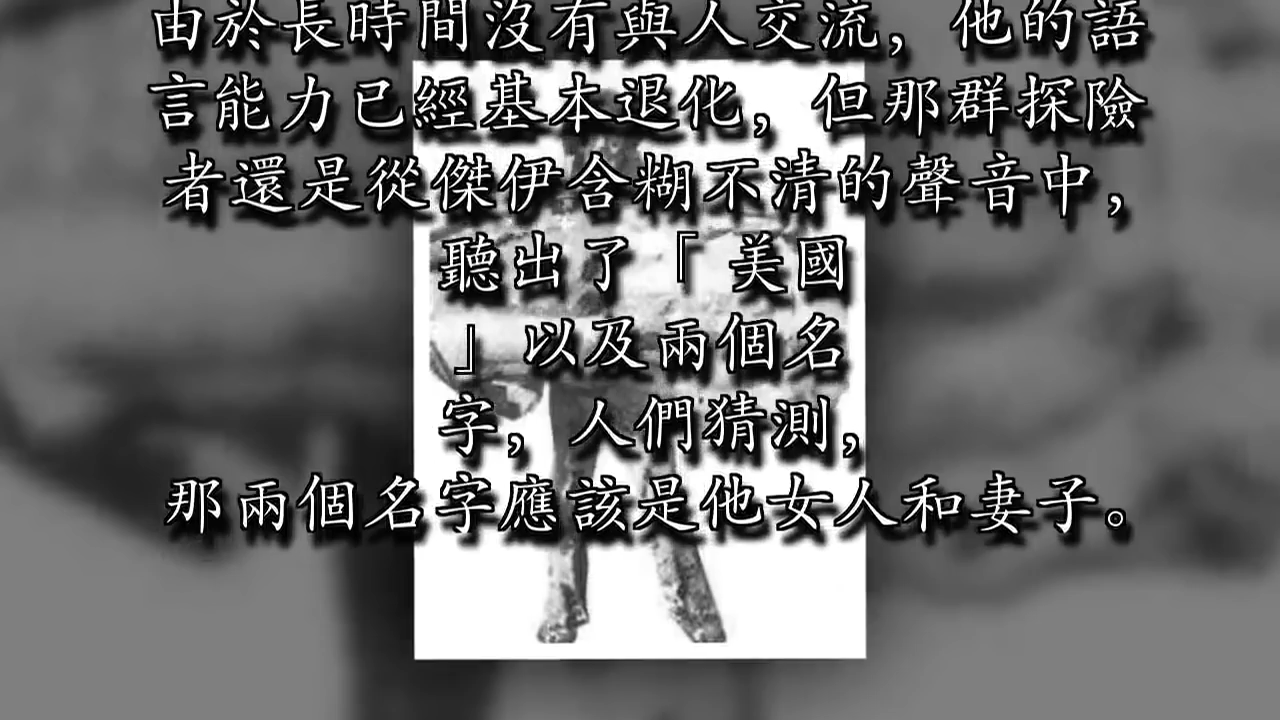 由於長時間沒有與人交流，他的語
言能力已經基本退化，但那群探險
者還是從傑伊含糊不清的聲音中，
聽出了「美國
」以及兩個名
字，人們猜測，
那兩個名字應該是他女人和妻子。